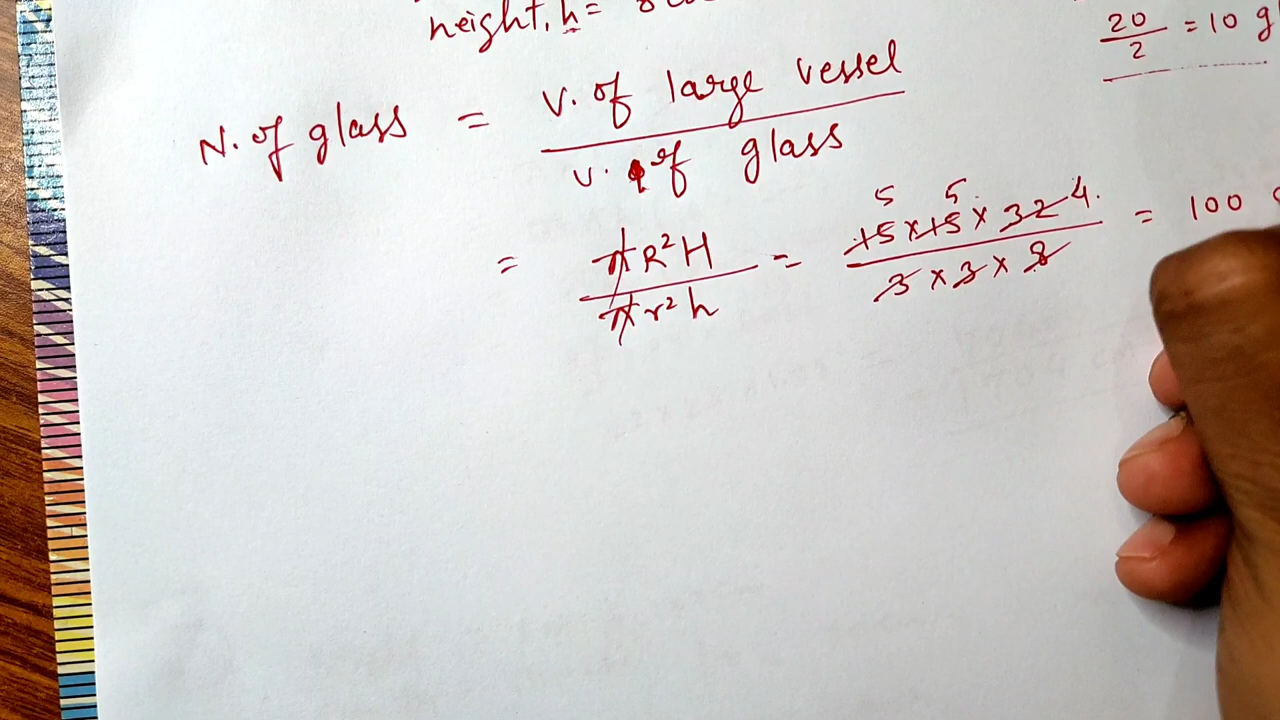 height, h =
20/2 = 10
N. of glass = V. of large vessel / V. of glass
= πR²H / πr²h = 15 × 15 × 32 / 3 × 3 × 8 = 100
5 5 4.